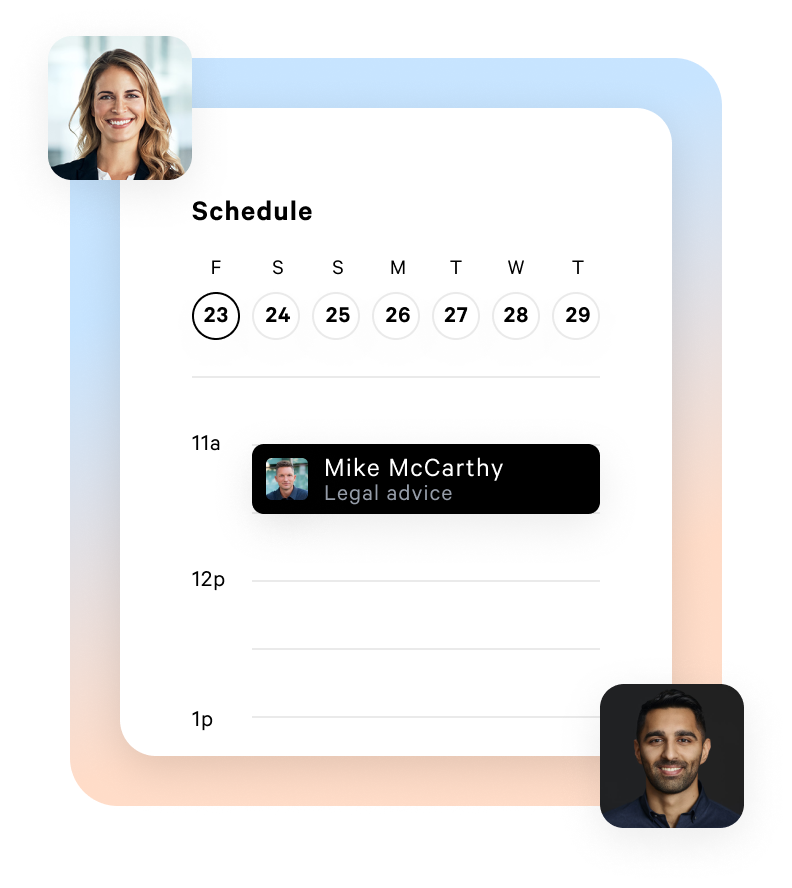 Schedule
F S S M T W T
23 24 25 26 27 28 29
11a
Mike McCarthy
Legal advice
12p
1p